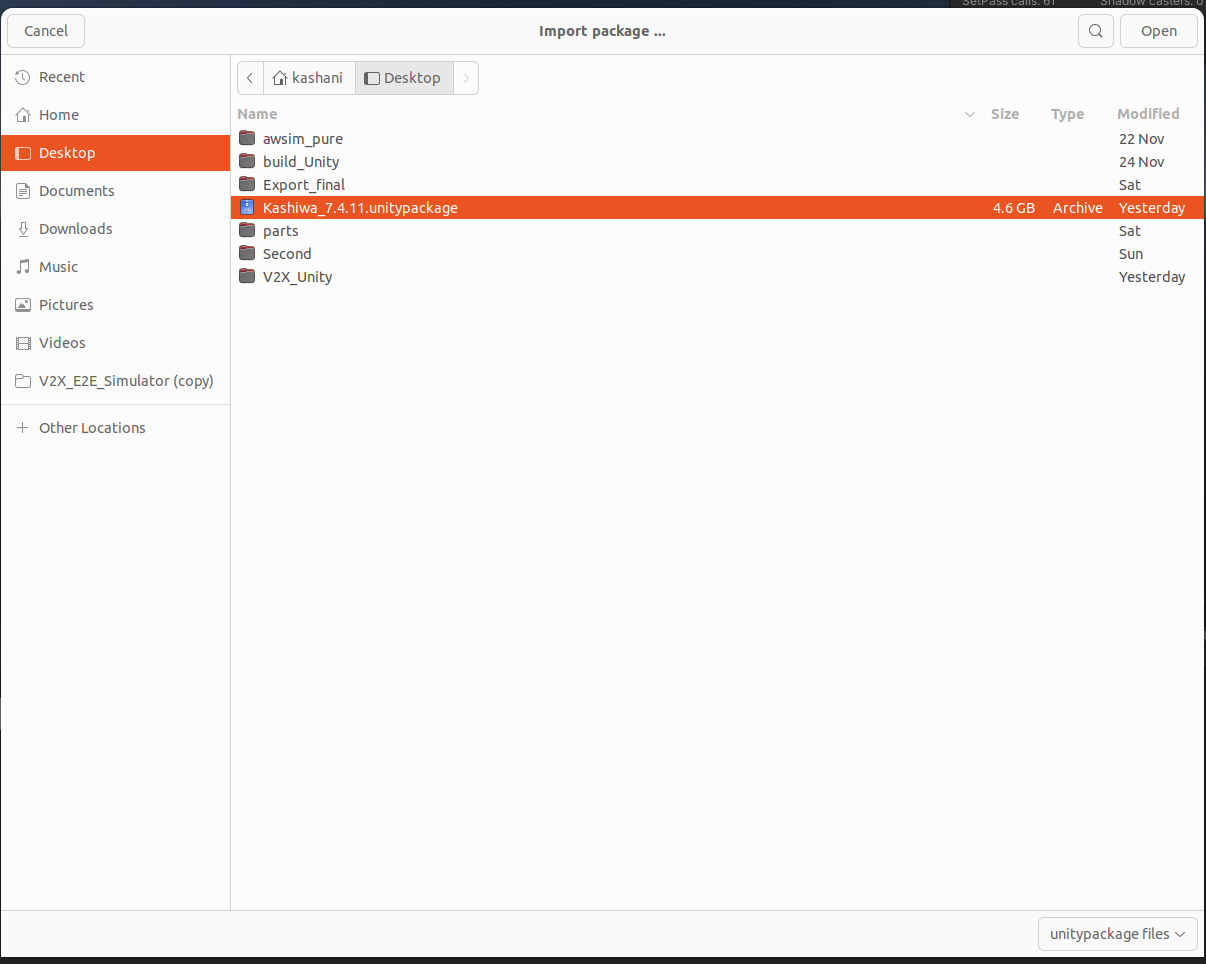 SetPass calls: 61 Shadow casters: 0
Cancel Import package ... Open
Recent
Home
Desktop
Documents
Downloads
Music
Pictures
Videos
V2X_E2E_Simulator (copy)
Other Locations
kashani Desktop
Name Size Type Modified
awsim_pure 22 Nov
build_Unity 24 Nov
Export_final Sat
Kashiwa_7.4.11.unitypackage 4.6 GB Archive Yesterday
parts Sat
Second Sun
V2X_Unity Yesterday
unitypackage files